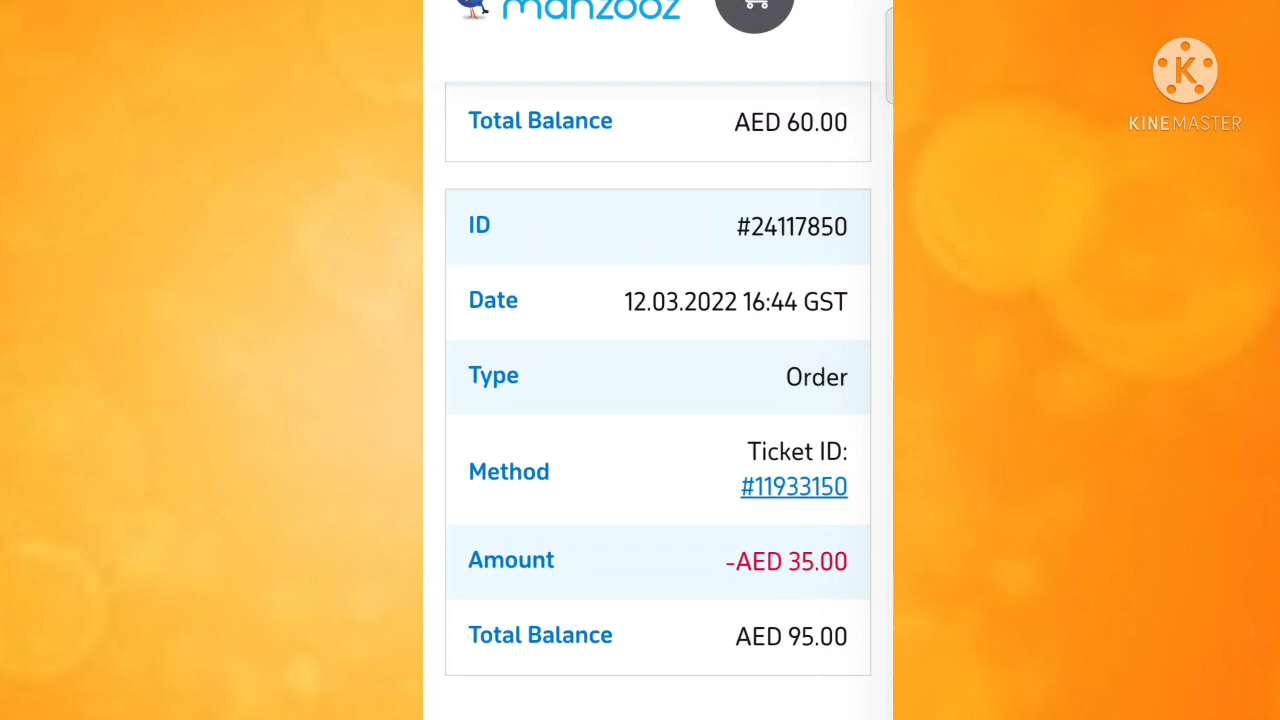 mahzooz
KINEMASTER
Total Balance AED 60.00
ID #24117850
Date 12.03.2022 16:44 GST
Type Order
Method Ticket ID:
#11933150
Amount -AED 35.00
Total Balance AED 95.00